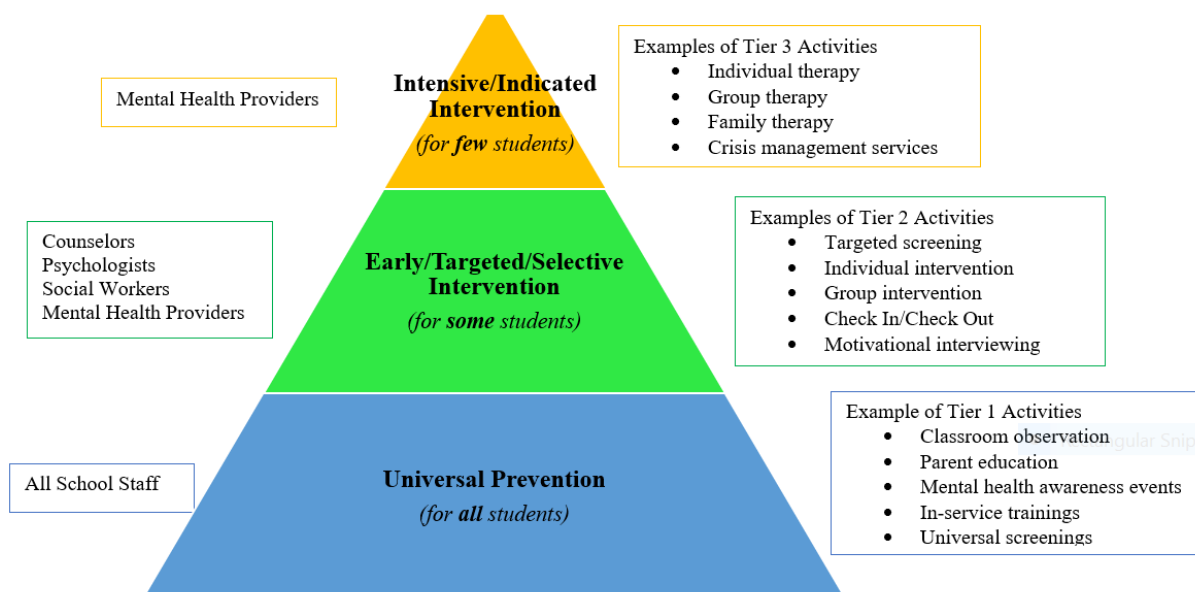 Mental Health Providers
Intensive/Indicated
Intervention
(for few students)
Examples of Tier 3 Activities
• Individual therapy
• Group therapy
• Family therapy
• Crisis management services
Counselors
Psychologists
Social Workers
Mental Health Providers
Early/Targeted/Selective
Intervention
(for some students)
Examples of Tier 2 Activities
• Targeted screening
• Individual intervention
• Group intervention
• Check In/Check Out
• Motivational interviewing
All School Staff
Universal Prevention
(for all students)
Example of Tier 1 Activities
• Classroom observation
• Parent education
• Mental health awareness events
• In-service trainings
• Universal screenings